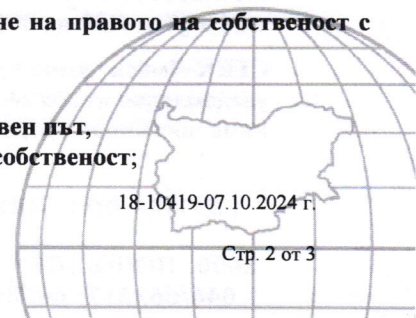 не на правото на собственост с
вен път,
собственост;
18-10419-07.10.2024 г.
Стр. 2 от 3